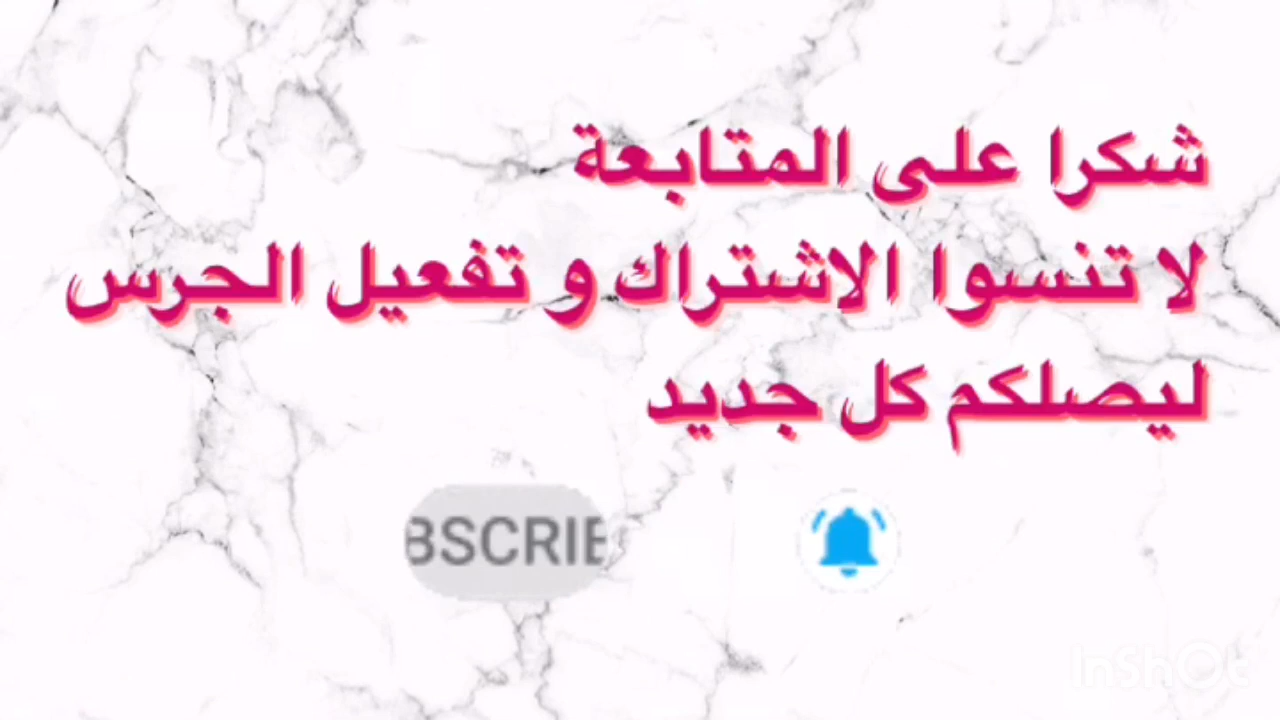 شكرا على المتابعة
لا تنسوا الاشتراك و تفعيل الجرس
ليصلكم كل جديد
BSCRIB
InShOt